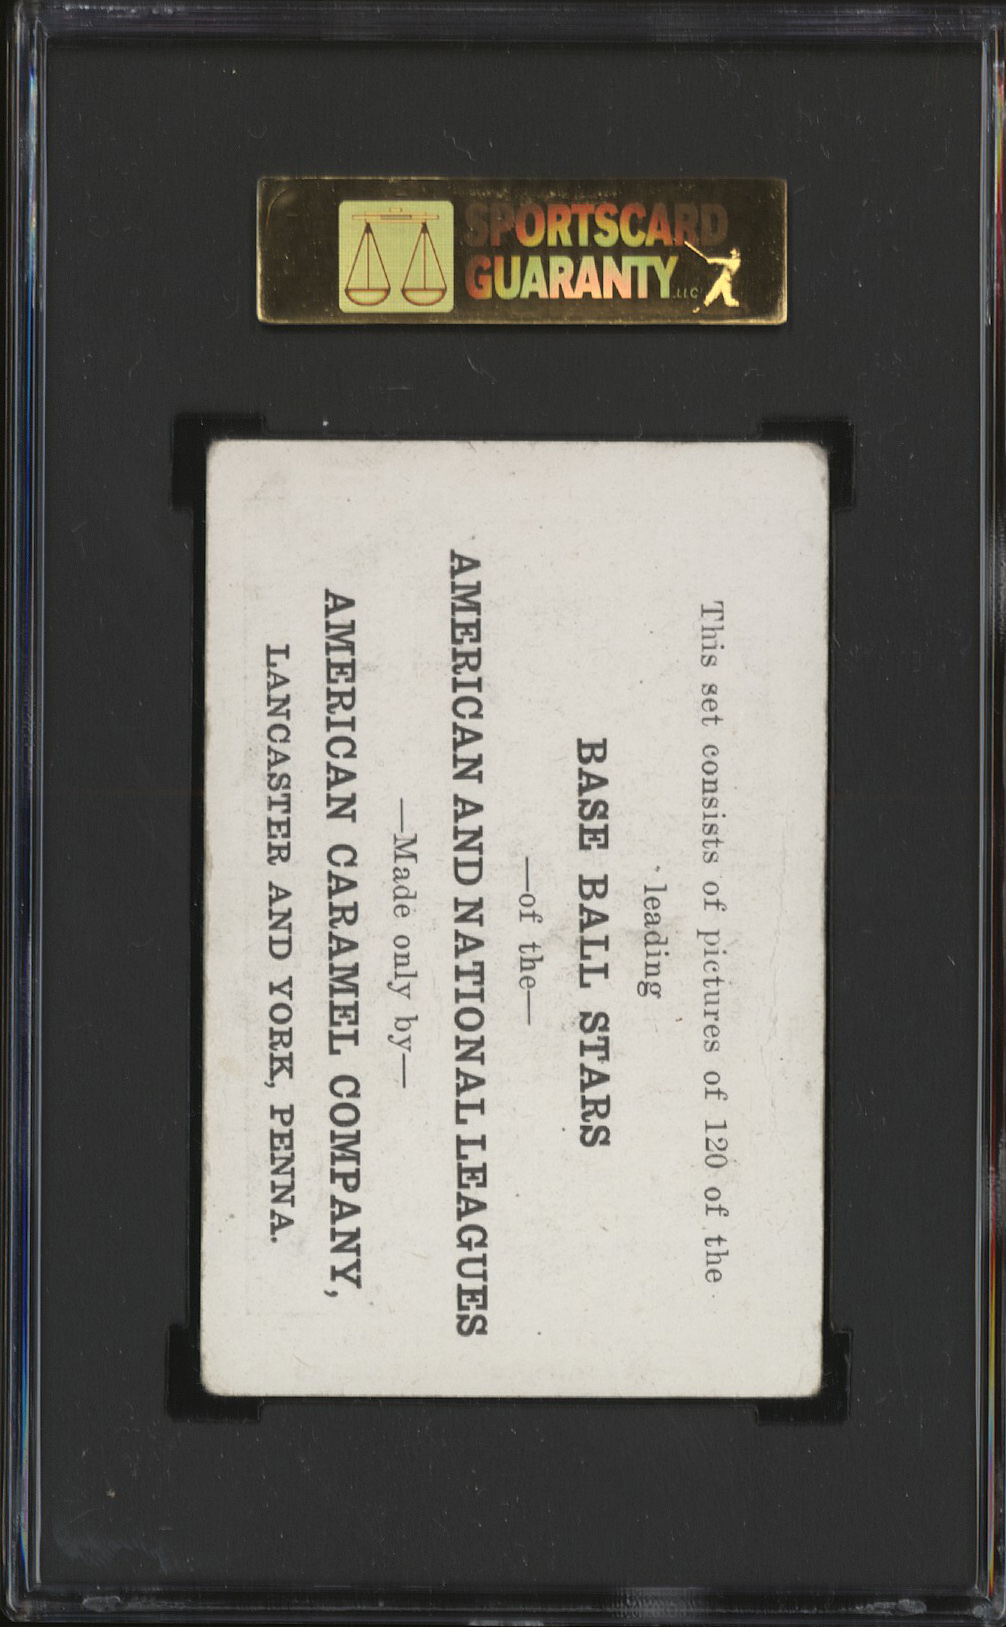 SPORTSCARD
GUARANTY LLC
This set consists of pictures of 120 of the
leading
BASE BALL STARS
—of the—
AMERICAN AND NATIONAL LEAGUES
—Made only by—
AMERICAN CARAMEL COMPANY,
LANCASTER AND YORK, PENNA.